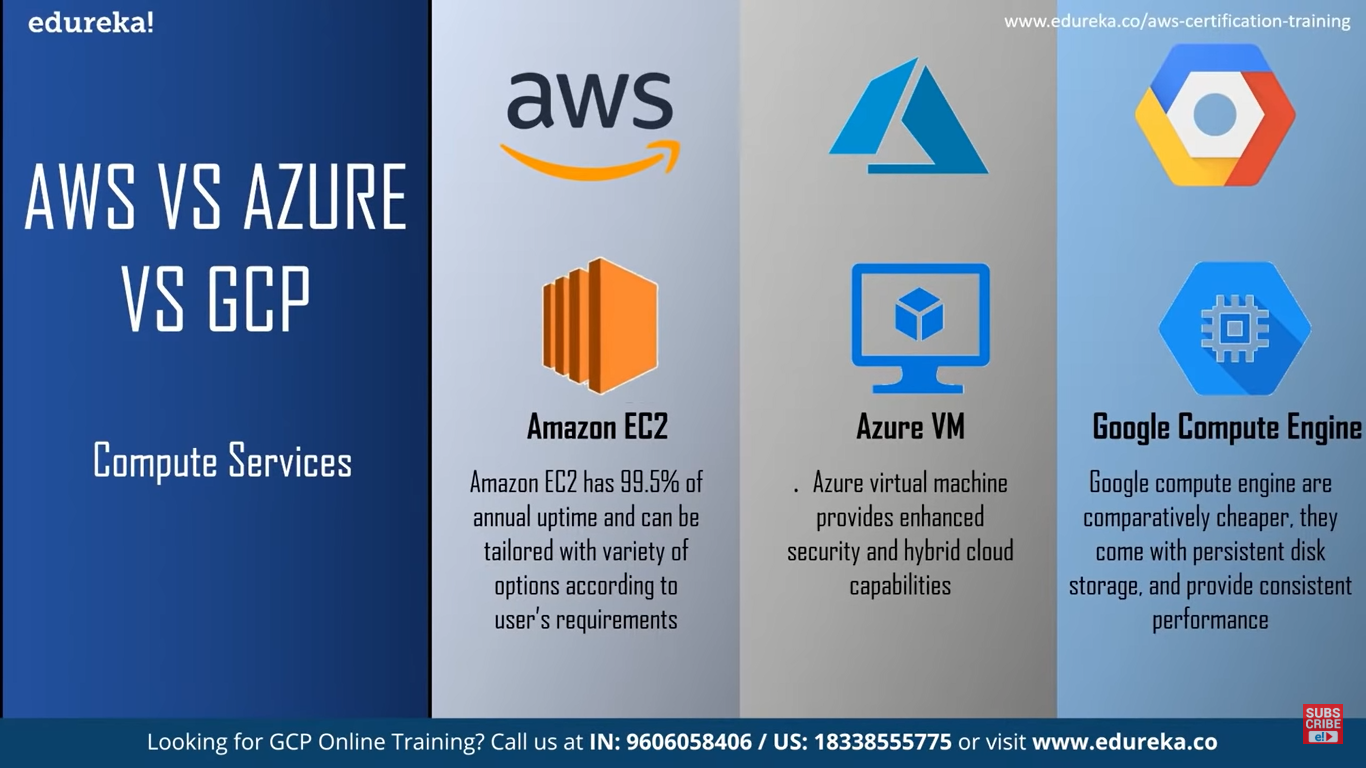 edureka!
www.edureka.co/aws-certification-training
AWS VS AZURE
VS GCP
Compute Services
aws
Amazon EC2
Amazon EC2 has 99.5% of
annual uptime and can be
tailored with variety of
options according to
user's requirements
Azure VM
. Azure virtual machine
provides enhanced
security and hybrid cloud
capabilities
Google Compute Engine
Google compute engine are
comparatively cheaper, they
come with persistent disk
storage, and provide consistent
performance
Looking for GCP Online Training? Call us at IN: 9606058406 / US: 18338555775 or visit www.edureka.co
SUBS
CRIBE
e!